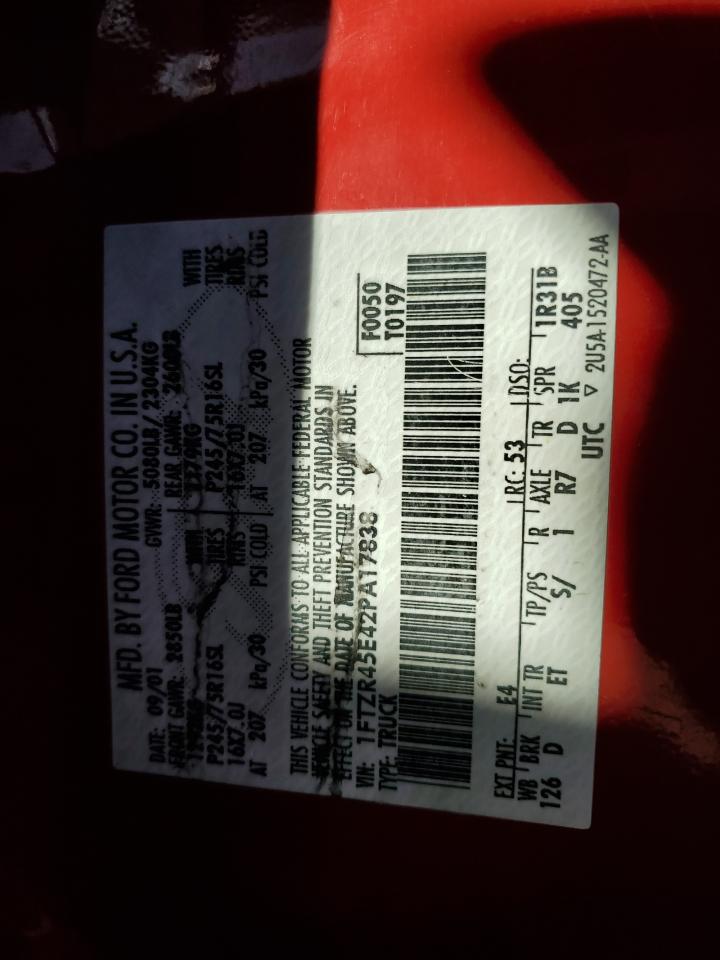 MFD. BY FORD MOTOR CO. IN U.S.A.
DATE: 09/01 GVWR: 5080LB/2304KG
FRONT GAWR: 2850LB REAR GAWR: 2600LB
WITH 1179KG WITH
P245/75R16SL TIRES P245/75R16SL TIRES
16X7.0J RIMS 16X7.0J RIMS
AT 207 kPa/30 PSI COLD AT 207 kPa/30 PSI COLD
THIS VEHICLE CONFORMS TO ALL APPLICABLE FEDERAL MOTOR
VEHICLE SAFETY AND THEFT PREVENTION STANDARDS IN
EFFECT ON THE DATE OF MANUFACTURE SHOWN ABOVE.
VIN: 1FTZR45E42PA17838 F0050
TYPE: TRUCK T0197
EXT PNT: E4 RC: 53 DSO:
WB BRK INT TR TP/PS R AXLE TR SPR 1R31B
126 D ET S/ 1 R7 D 1K 405
UTC ▽ 2U5A-1520472-AA